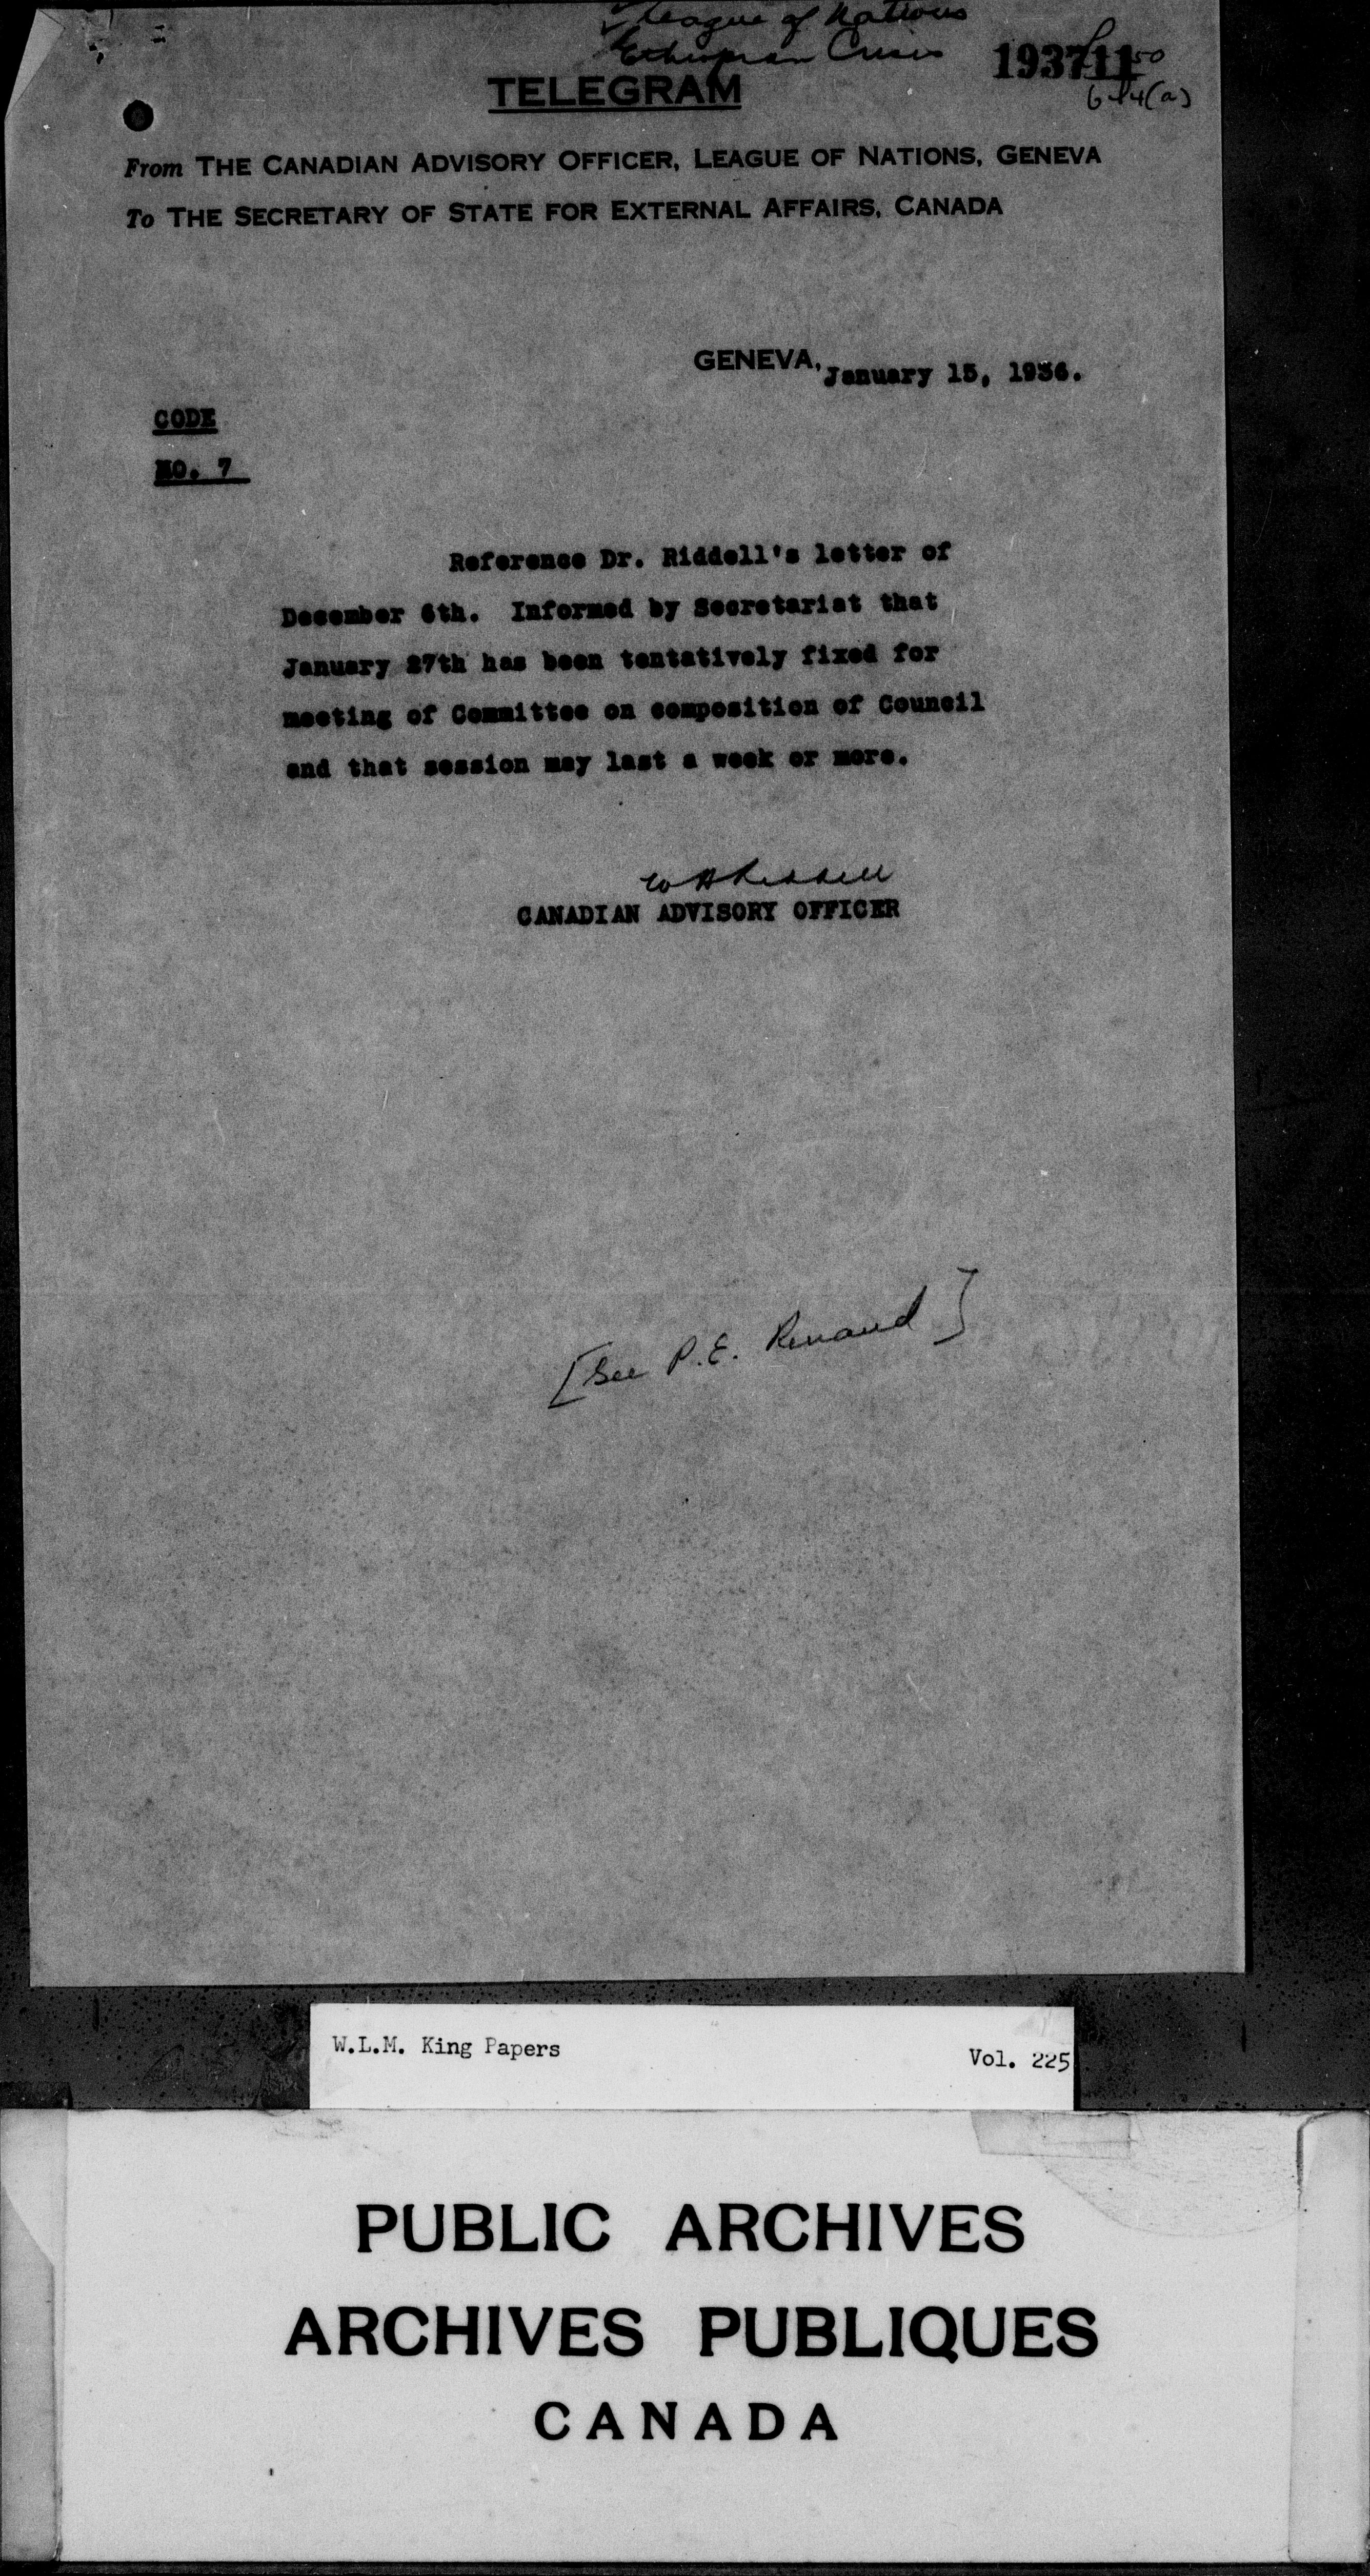 League of Nations
Ethiopian Crisis
193711
TELEGRAM
From THE CANADIAN ADVISORY OFFICER, LEAGUE OF NATIONS, GENEVA
To THE SECRETARY OF STATE FOR EXTERNAL AFFAIRS, CANADA
GENEVA, January 15, 1936.
CODE
NO. 7
Reference Dr. Riddell's letter of
December 6th. Informed by Secretariat that
January 27th has been tentatively fixed for
meeting of Committee on composition of Council
and that session may last a week or more.
W A Riddell
CANADIAN ADVISORY OFFICER
[See P.E. Renaud]
W.L.M. King Papers
Vol. 225
PUBLIC ARCHIVES
ARCHIVES PUBLIQUES
CANADA